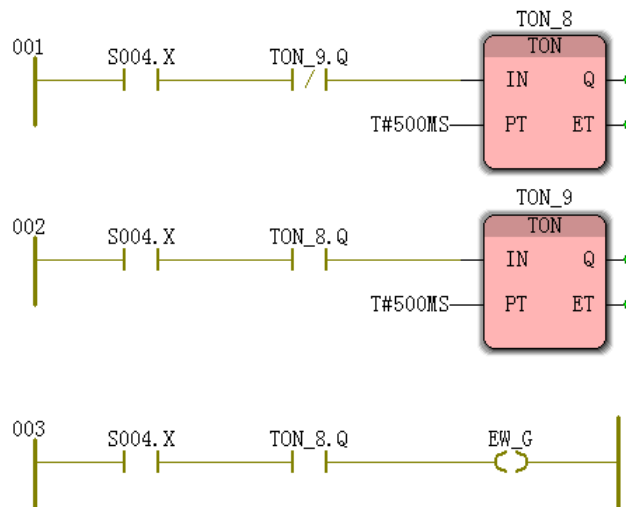 TON_8
001 S004.X TON_9.Q TON
IN Q
T#500MS PT ET
TON_9
002 S004.X TON_8.Q TON
IN Q
T#500MS PT ET
003 S004.X TON_8.Q EW_G